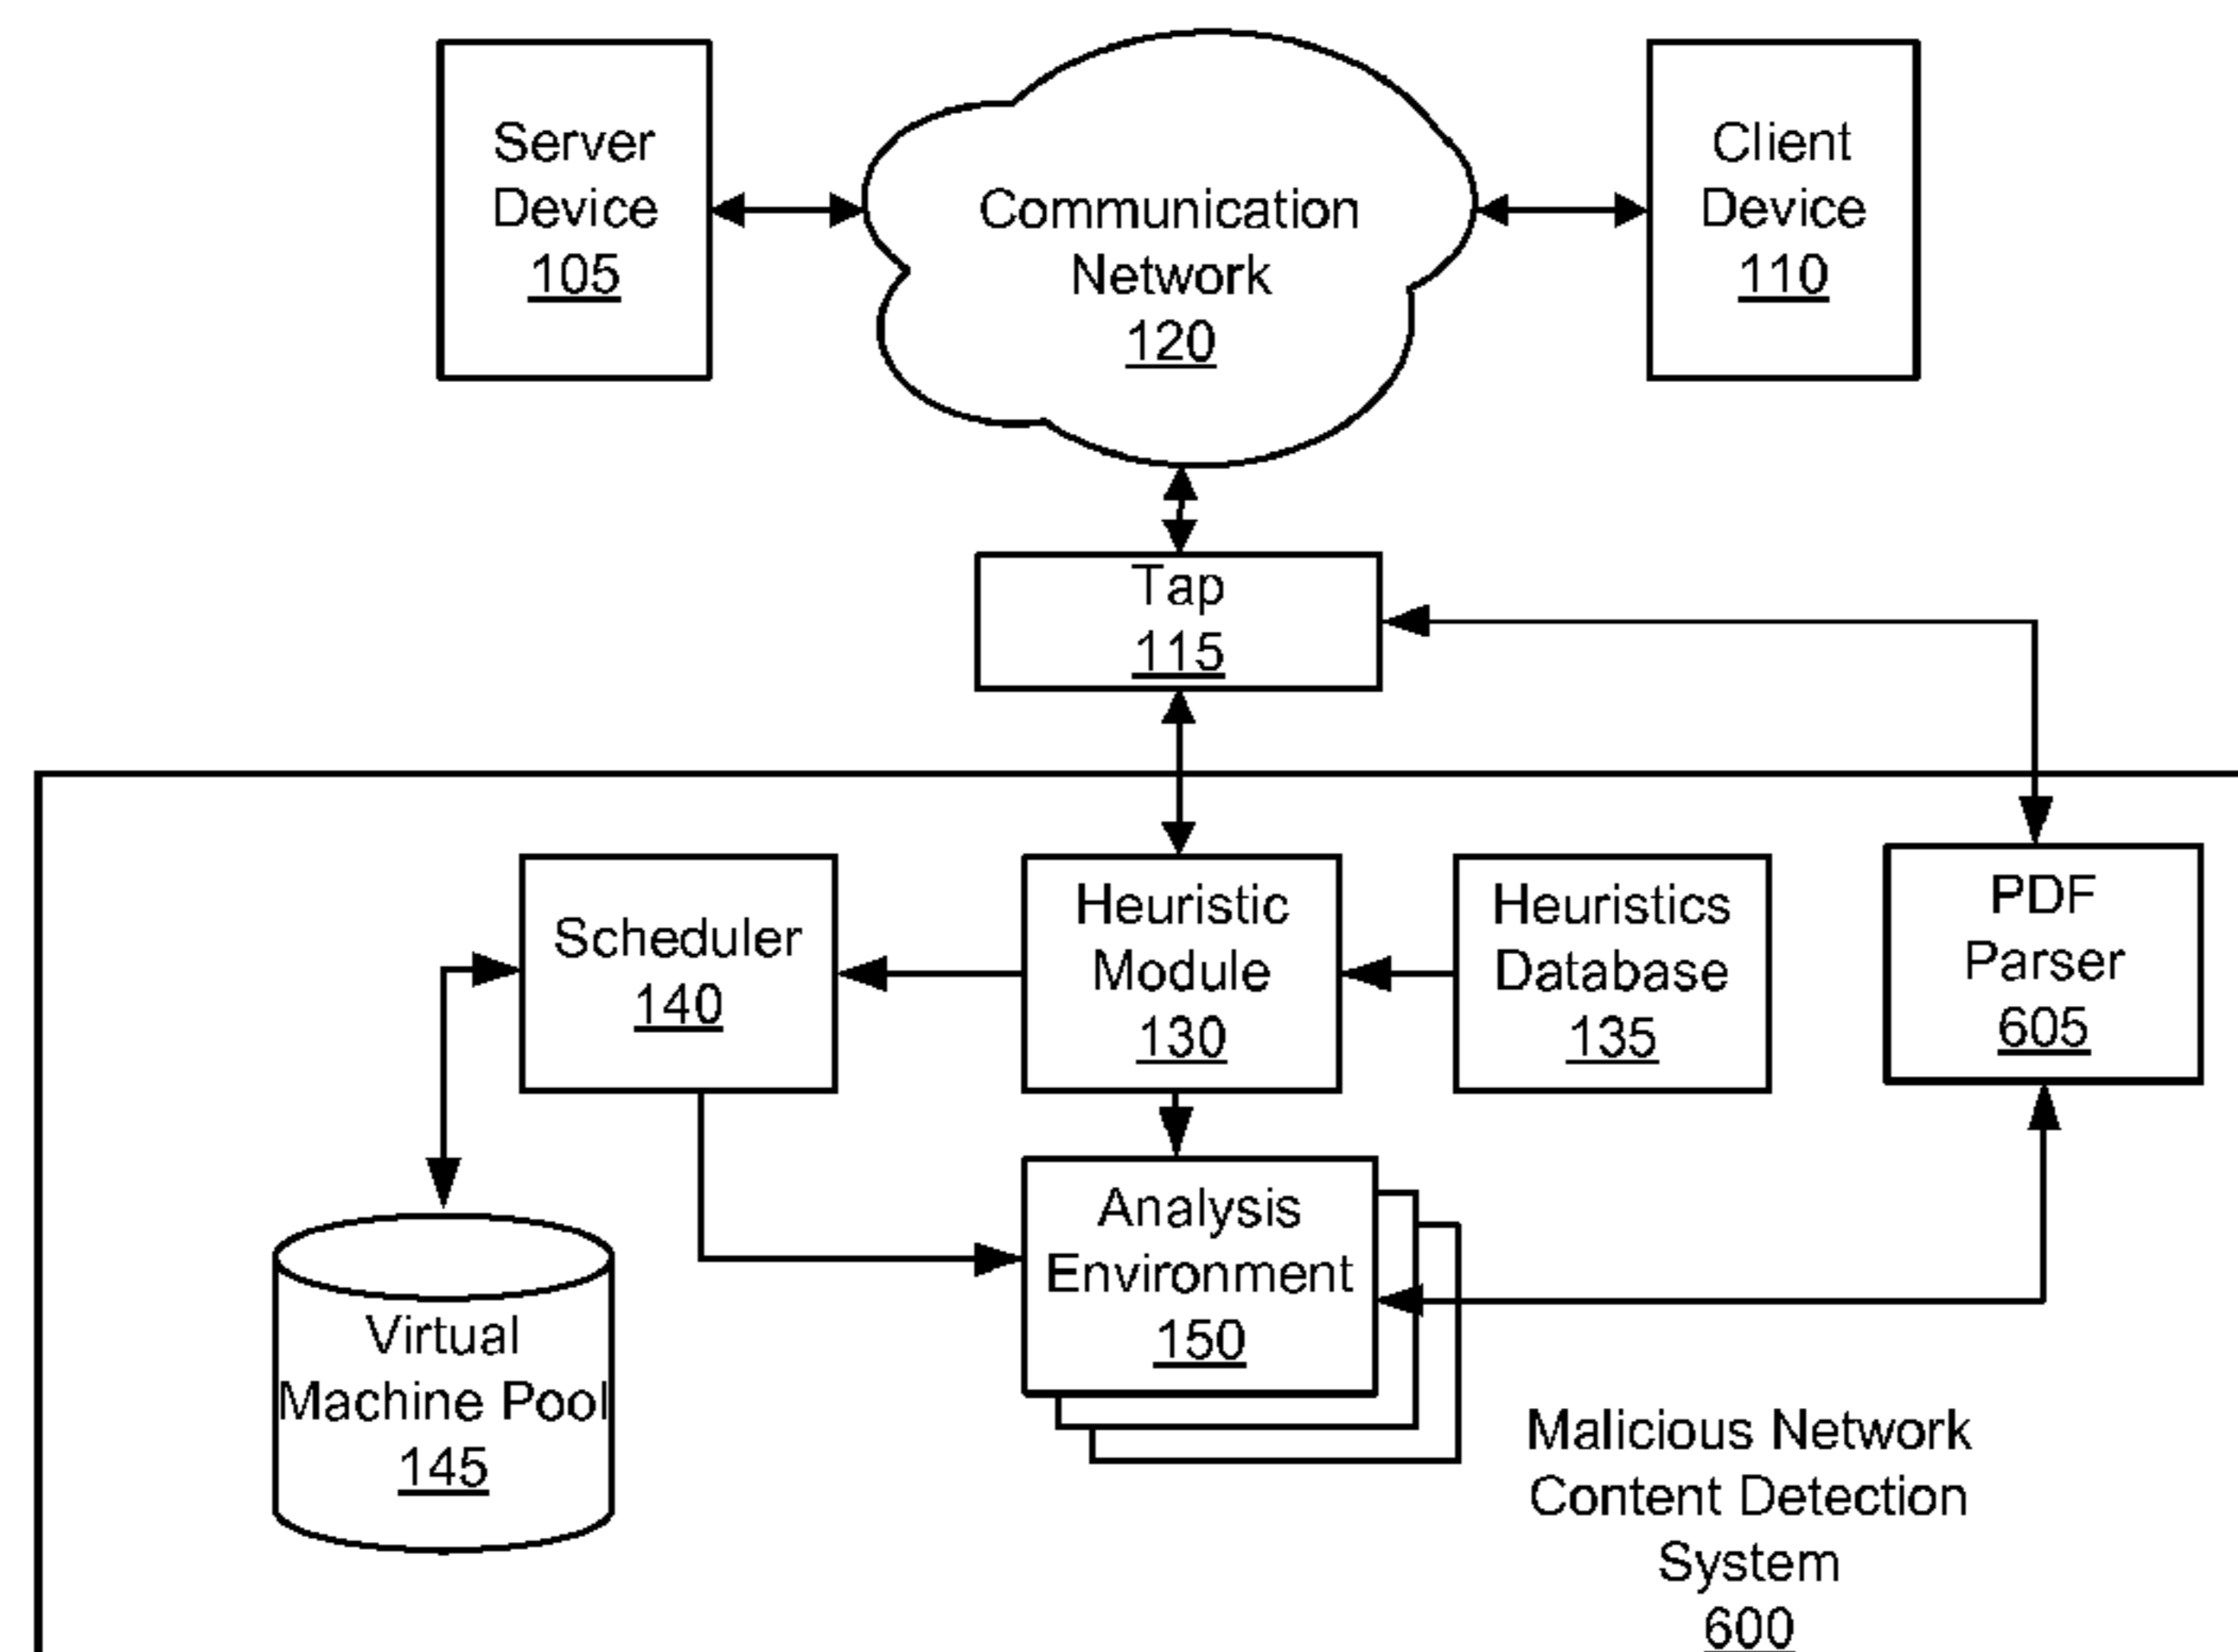 Server
Device
105
Communication
Network
120
Client
Device
110
Tap
115
Scheduler
140
Heuristic
Module
130
Heuristics
Database
135
PDF
Parser
605
Virtual
Machine Pool
145
Analysis
Environment
150
Malicious Network
Content Detection
System
600